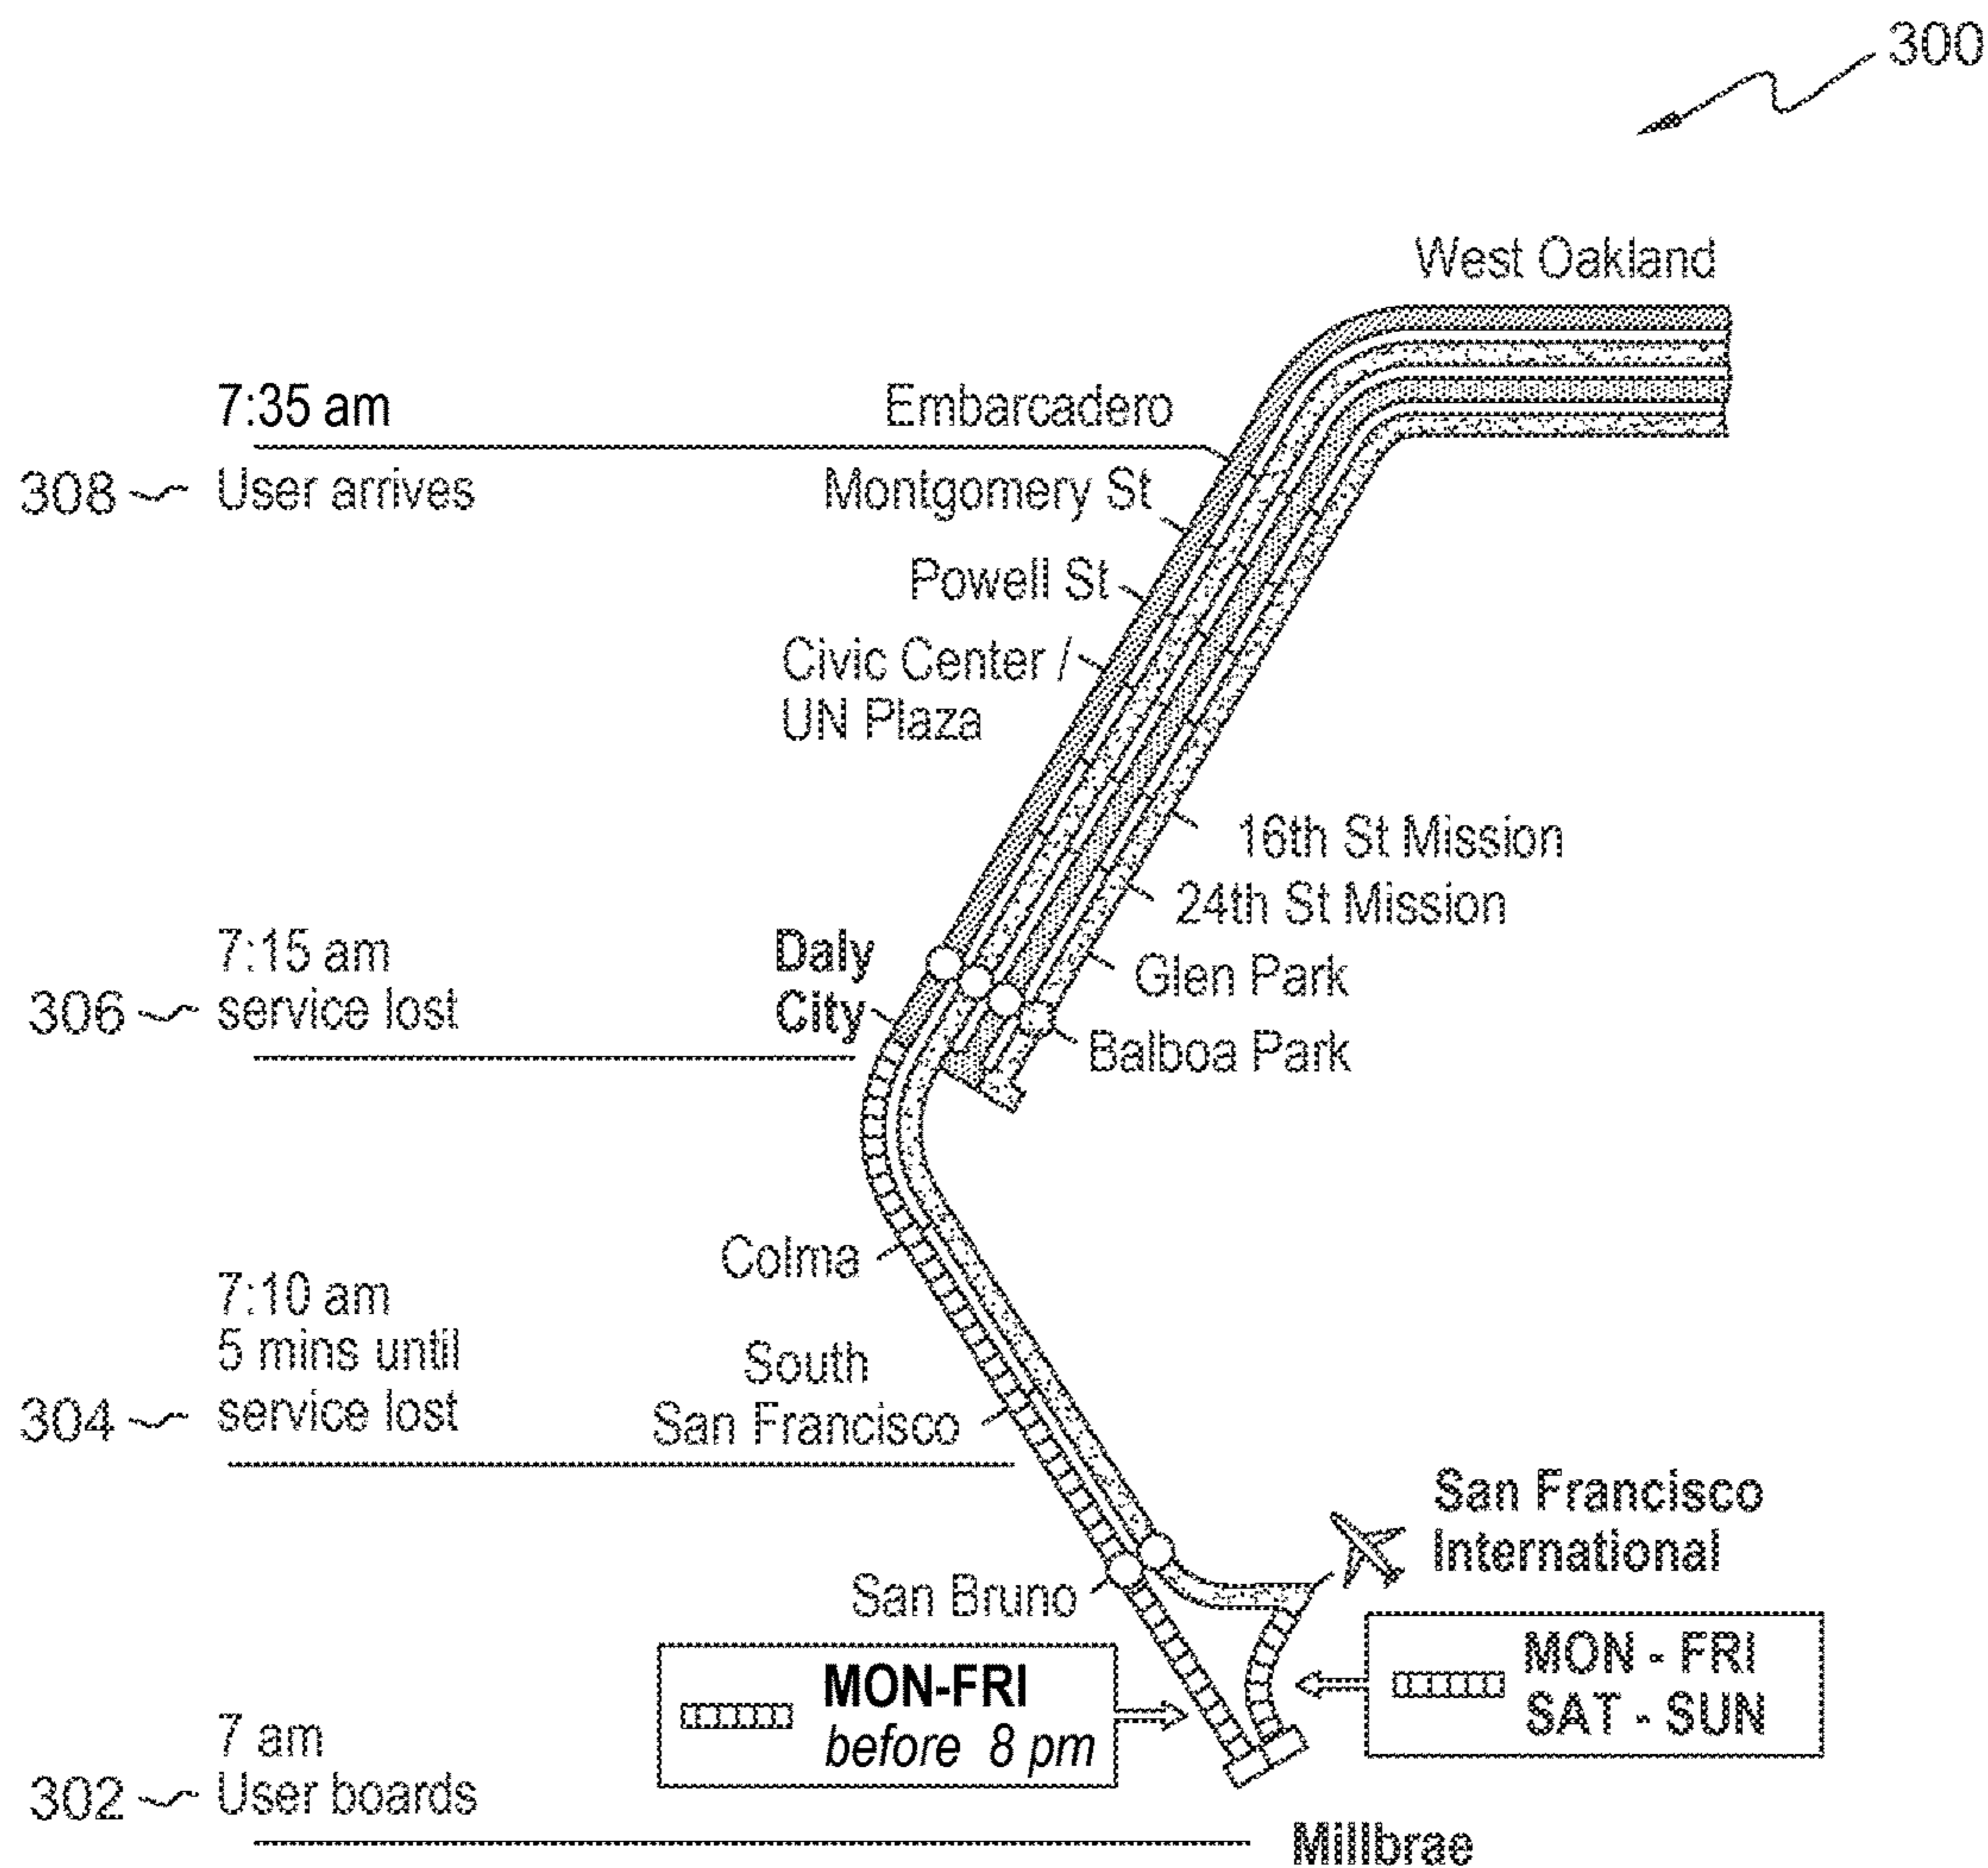 300
West Oakland
7:35 am
Embarcadero
308
User arrives
Montgomery St
Powell St
Civic Center /
UN Plaza
16th St Mission
24th St Mission
7:15 am
Daly
Glen Park
306
service lost
City
Balboa Park
Colma
7:10 am
5 mins until
304
service lost
South
San Francisco
San Francisco
International
San Bruno
MON-FRI
before 8 pm
MON - FRI
SAT - SUN
7 am
302
User boards
Millbrae